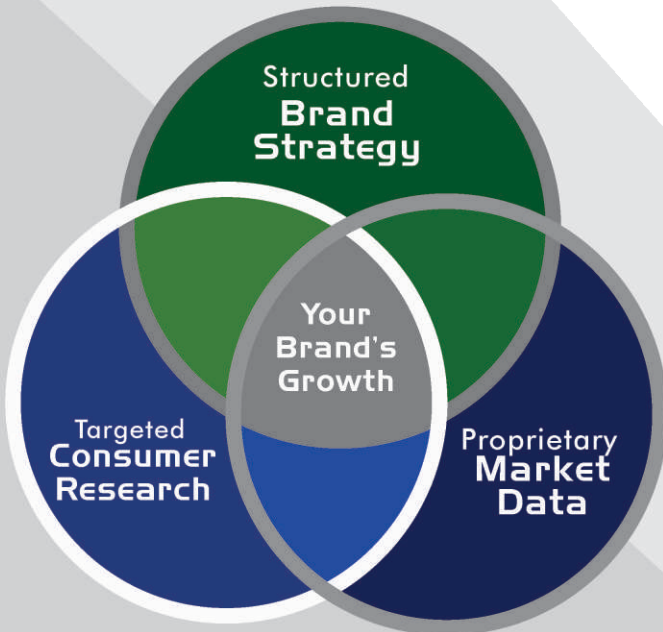 Structured
Brand
Strategy
Your
Brand's
Growth
Targeted
Consumer
Research
Proprietary
Market
Data